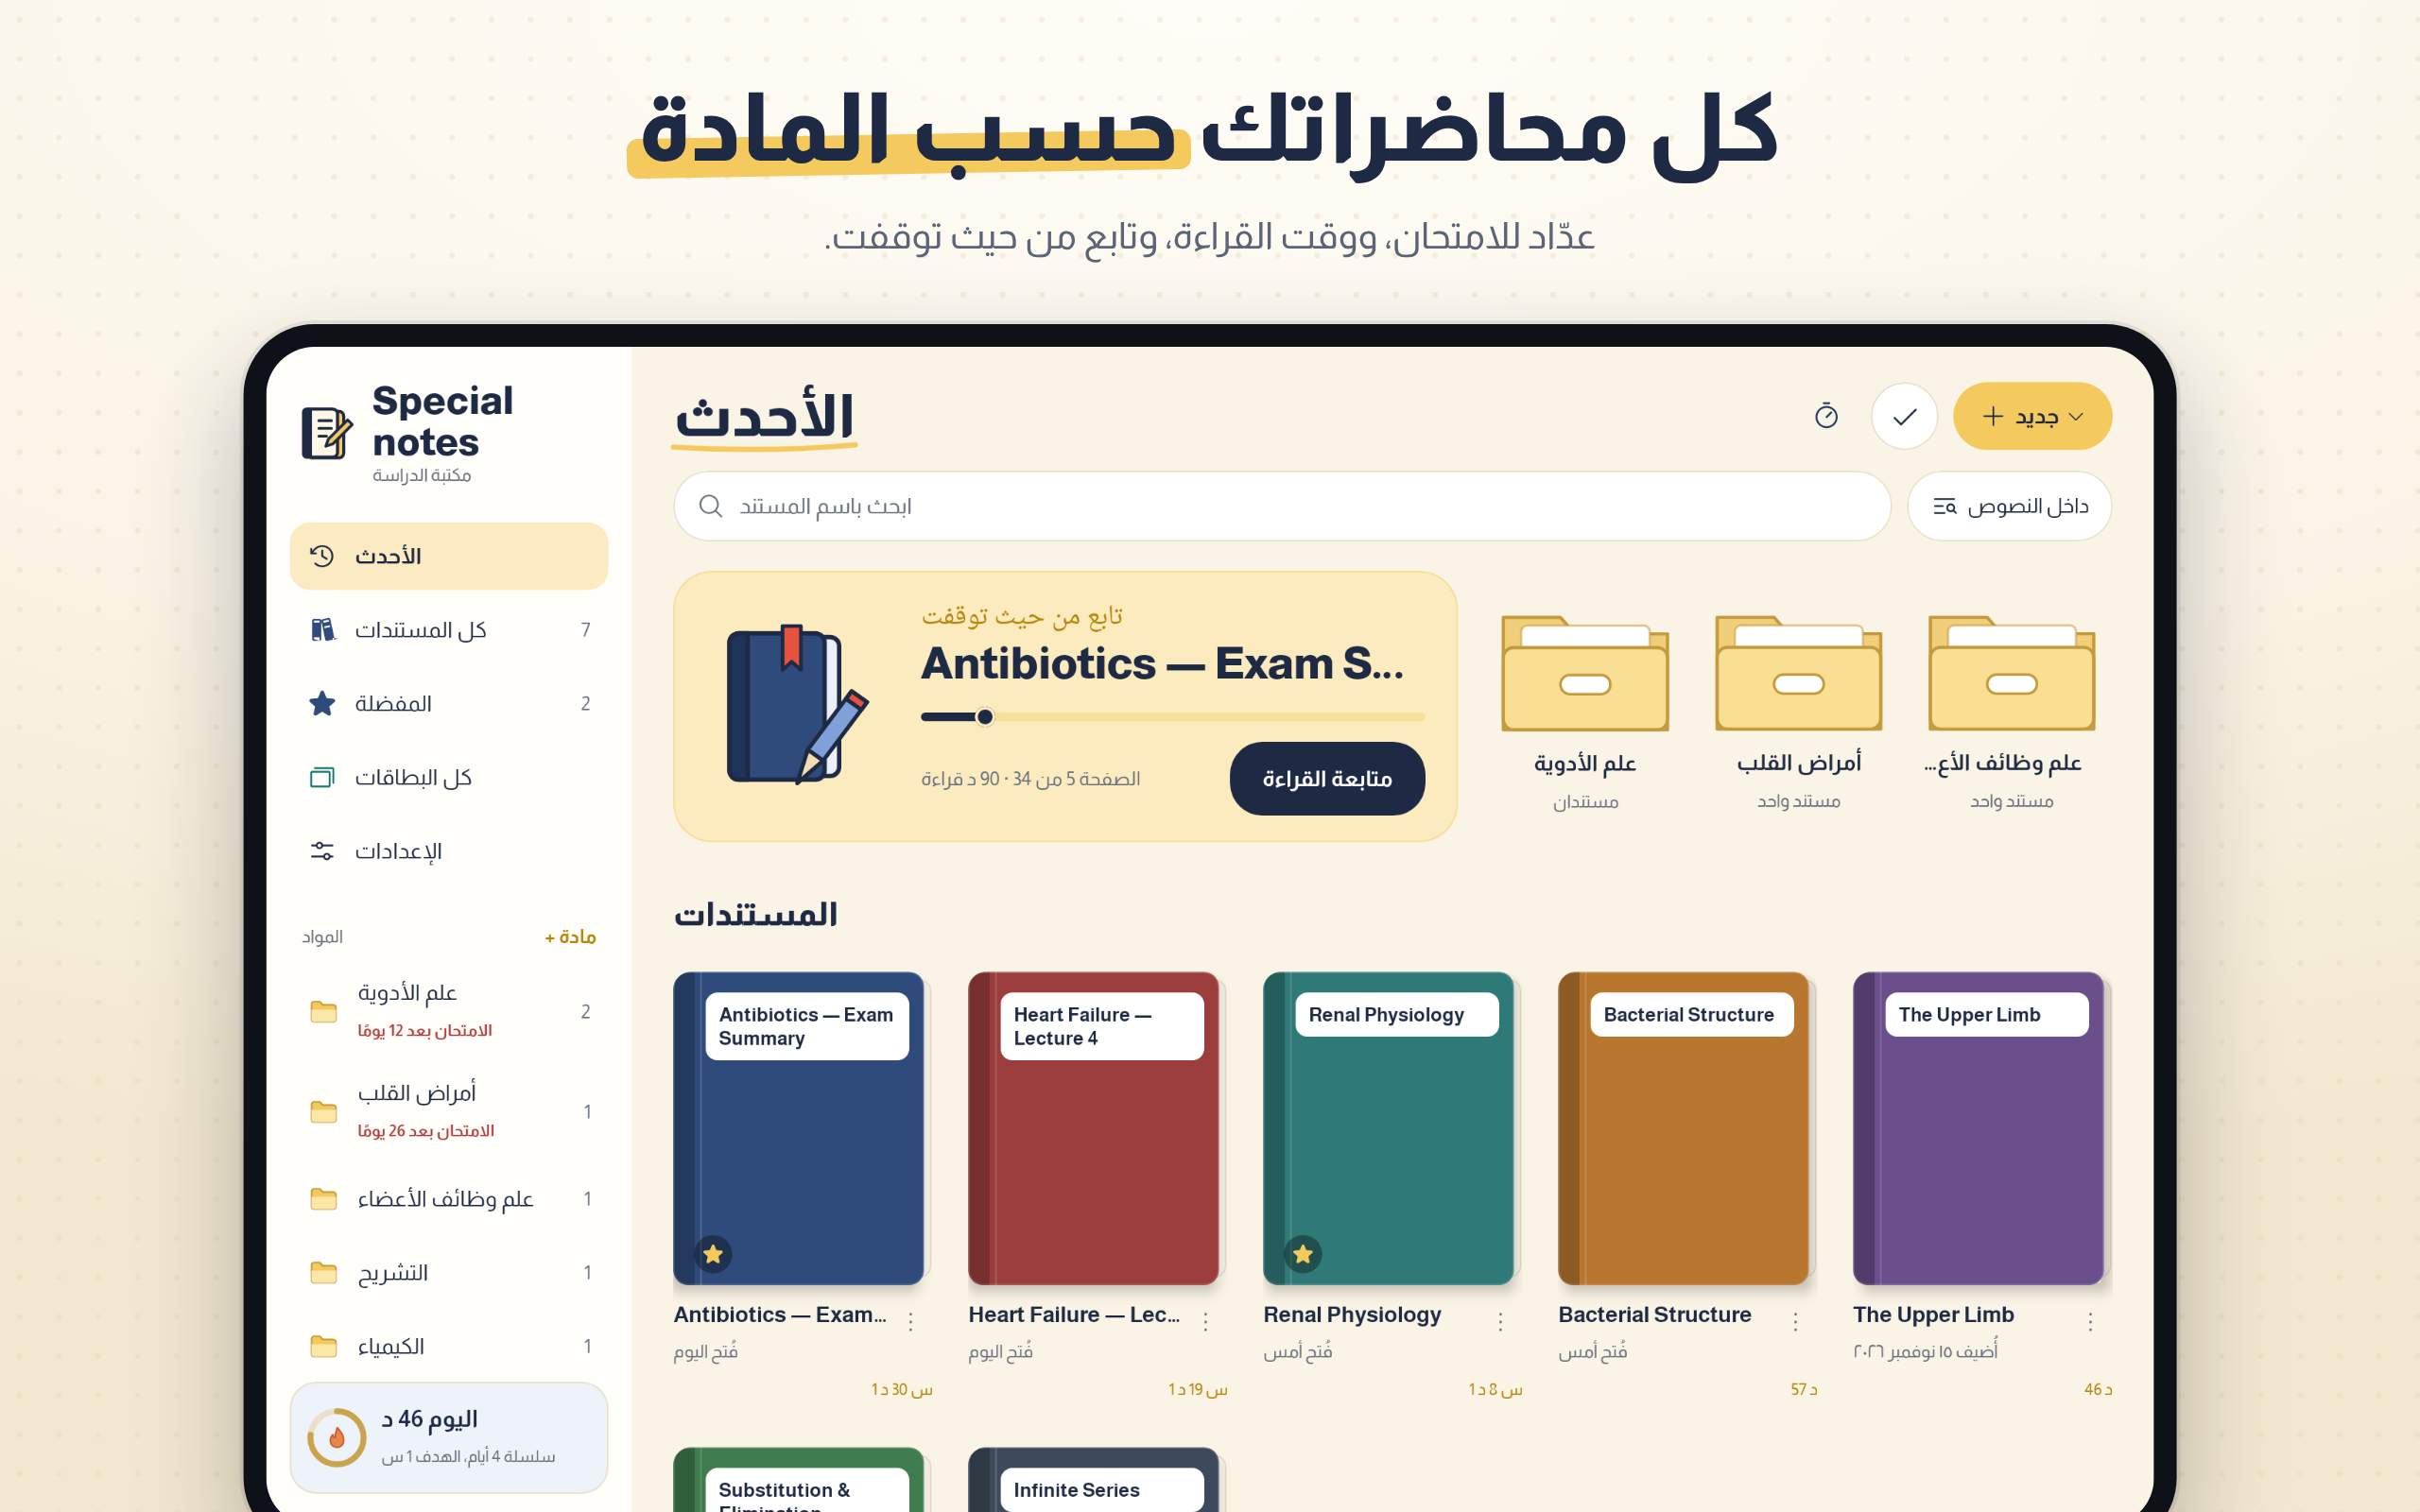 كل محاضراتك حسب المادة
عدّاد للامتحان، ووقت القراءة، وتابع من حيث توقفت.
Special
notes
مكتبة الدراسة
الأحدث
كل المستندات 7
المفضلة 2
كل البطاقات
الإعدادات
المواد
مادة +
علم الأدوية 2
الامتحان بعد 12 يومًا
أمراض القلب 1
الامتحان بعد 26 يومًا
علم وظائف الأعضاء 1
التشريح 1
الكيمياء 1
اليوم 46 د
سلسلة 4 أيام، الهدف 1 س
الأحدث
جديد
ابحث باسم المستند
داخل النصوص
تابع من حيث توقفت
Antibiotics — Exam S...
الصفحة 5 من 34 · 90 د قراءة
متابعة القراءة
علم الأدوية
مستندان
أمراض القلب
مستند واحد
علم وظائف الأع...
مستند واحد
المستندات
Antibiotics — Exam
Summary
Antibiotics — Exam...
فُتح اليوم
1 س 30 د
Heart Failure —
Lecture 4
Heart Failure — Lec...
فُتح اليوم
1 س 19 د
Renal Physiology
Renal Physiology
فُتح أمس
1 س 8 د
Bacterial Structure
Bacterial Structure
فُتح أمس
57 د
The Upper Limb
The Upper Limb
أُضيف ١٥ نوفمبر ٢٠٢٦
46 د
Substitution &
Elimination
Infinite Series